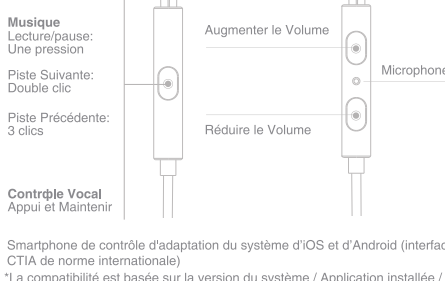 Musique
Lecture/pause:
Une pression
Piste Suivante:
Double clic
Piste Précédente:
3 clics
Contrôle Vocal
Appui et Maintenir
Augmenter le Volume
Microphone
Réduire le Volume
Smartphone de contrôle d'adaptation du système d'iOS et d'Android (interfac
CTIA de norme internationale)
*La compatibilité est basée sur la version du système / Application installée /